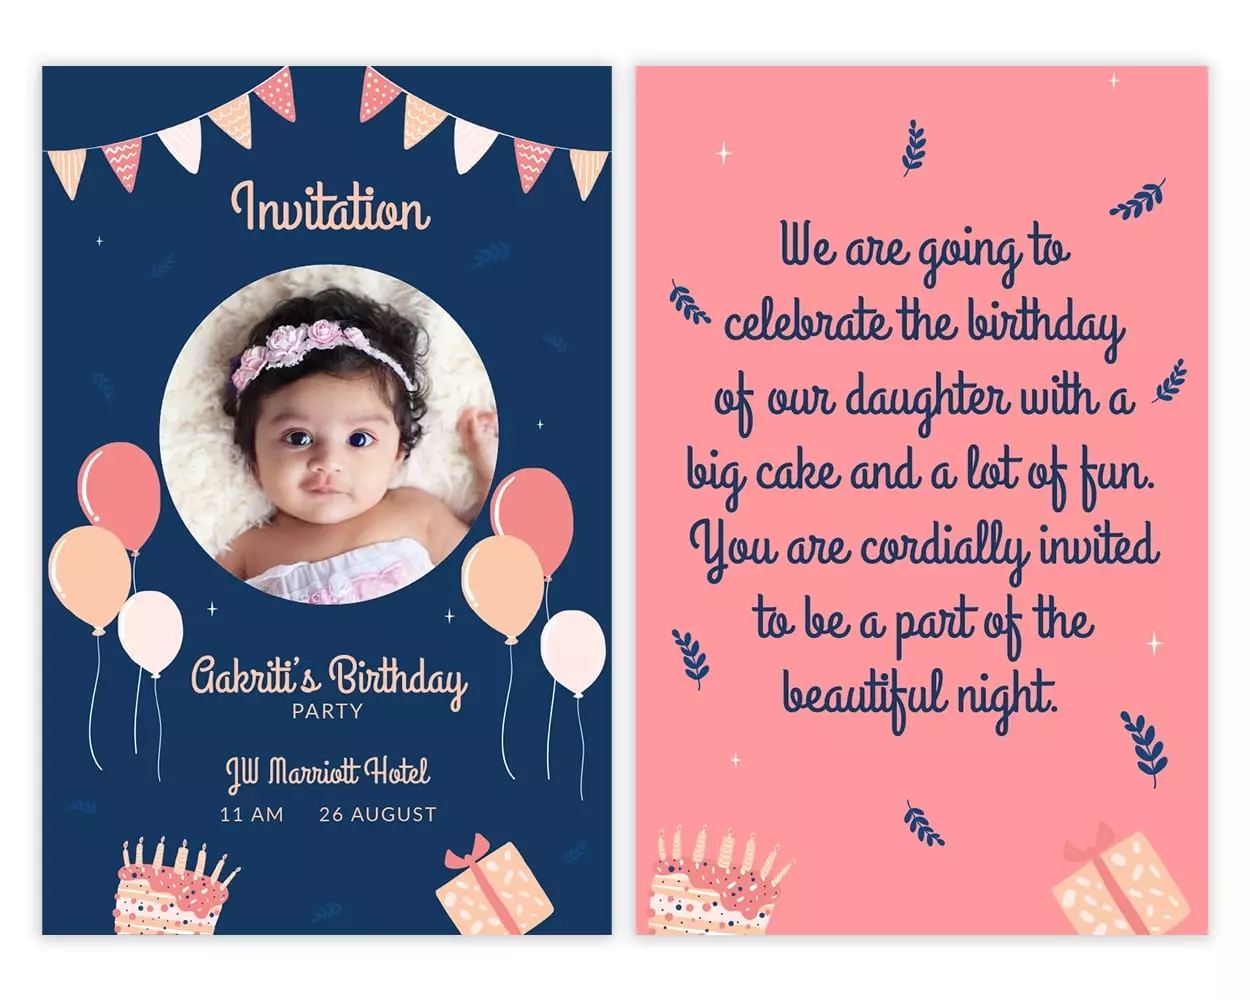 Invitation
Aakriti's Birthday
PARTY
JW Marriott Hotel
11 AM 26 AUGUST
We are going to
celebrate the birthday
of our daughter with a
big cake and a lot of fun.
You are cordially invited
to be a part of the
beautiful night.